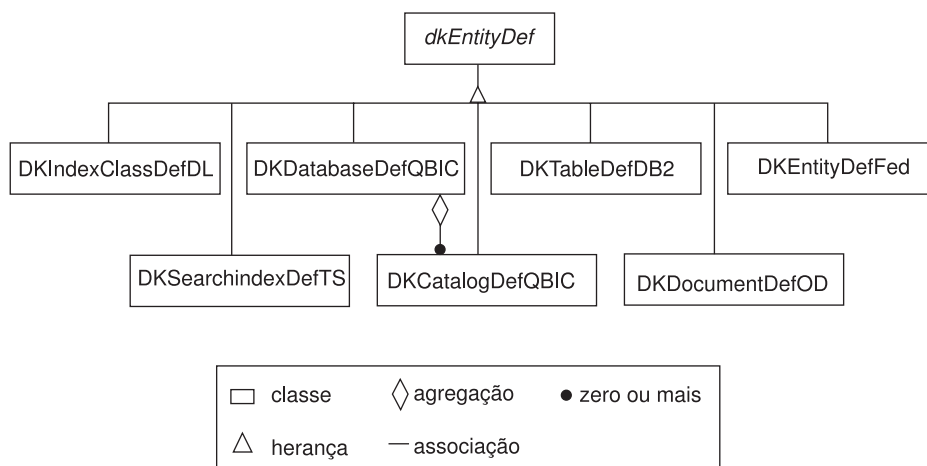 dkEntityDef
DKIndexClassDefDL
DKDatabaseDefQBIC
DKTableDefDB2
DKEntityDefFed
DKSearchindexDefTS
DKCatalogDefQBIC
DKDocumentDefOD
classe
agregação
zero ou mais
herança
associação